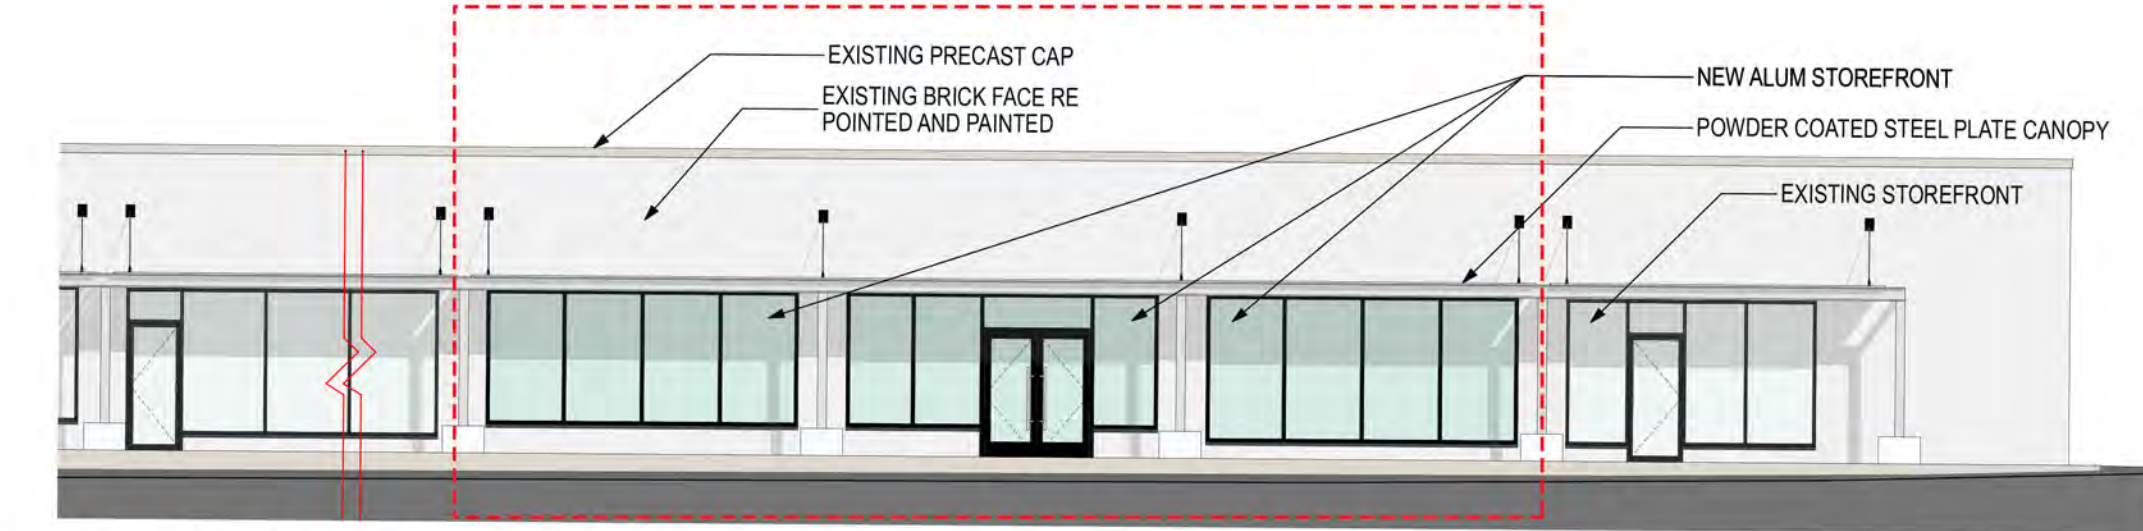 EXISTING PRECAST CAP
EXISTING BRICK FACE RE
POINTED AND PAINTED
NEW ALUM STOREFRONT
POWDER COATED STEEL PLATE CANOPY
EXISTING STOREFRONT